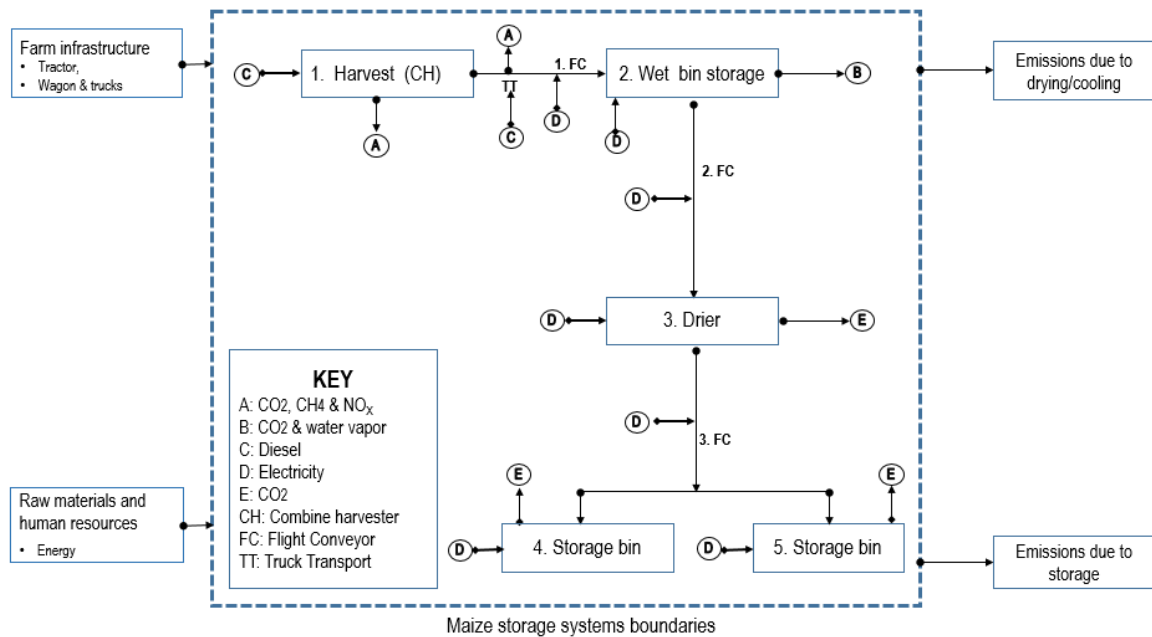 Farm infrastructure
• Tractor,
• Wagon & trucks
C
1. Harvest (CH)
A
A
TT
C
1. FC
D
2. Wet bin storage
B
D
Emissions due to
drying/cooling
2. FC
D
D
3. Drier
E
D
3. FC
KEY
A: CO2, CH4 & NOX
B: CO2 & water vapor
C: Diesel
D: Electricity
E: CO2
CH: Combine harvester
FC: Flight Conveyor
TT: Truck Transport
Raw materials and
human resources
• Energy
E
E
D
4. Storage bin
D
5. Storage bin
Emissions due to
storage
Maize storage systems boundaries